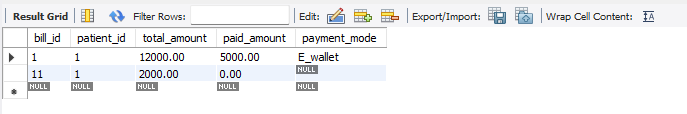 Result Grid Filter Rows: Edit: Export/Import: Wrap Cell Content: IA
bill_id patient_id total_amount paid_amount payment_mode
1 1 12000.00 5000.00 E_wallet
11 1 2000.00 0.00 NULL
NULL NULL NULL NULL NULL